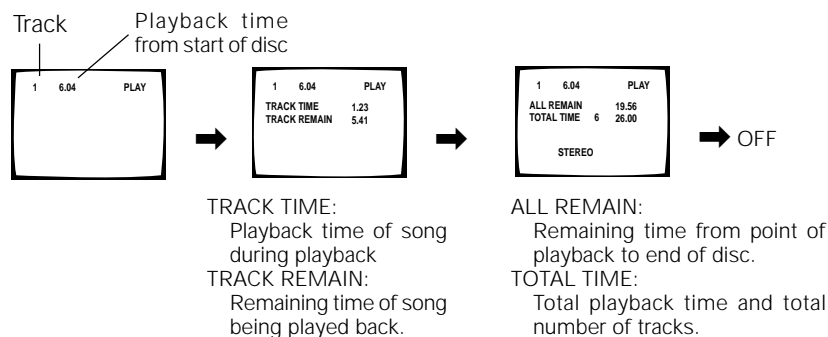 Track
Playback time
from start of disc
1 6.04 PLAY
1 6.04 PLAY
TRACK TIME 1.23
TRACK REMAIN 5.41
1 6.04 PLAY
ALL REMAIN 19.56
TOTAL TIME 6 26.00
STEREO
OFF
TRACK TIME:
Playback time of song
during playback
TRACK REMAIN:
Remaining time of song
being played back.
ALL REMAIN:
Remaining time from point of
playback to end of disc.
TOTAL TIME:
Total playback time and total
number of tracks.